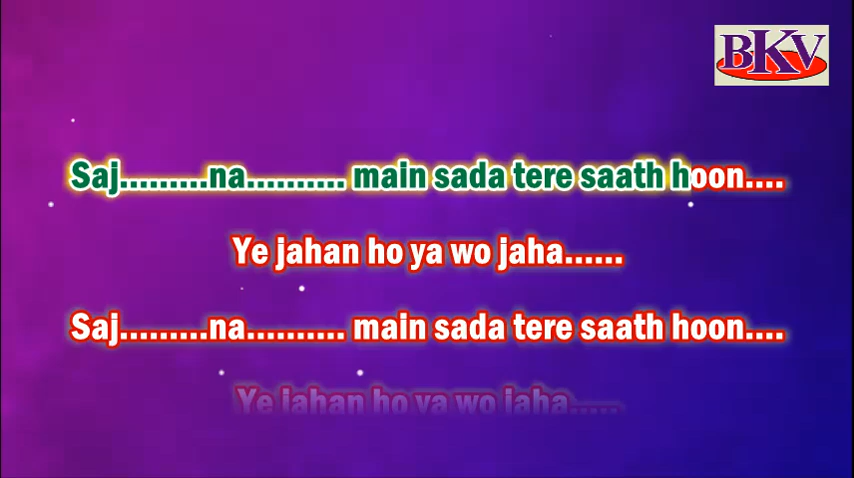 BKV
Saj.........na.......... main sada tere saath hoon....
Ye jahan ho ya wo jaha......
Saj.........na.......... main sada tere saath hoon....
Ye jahan ho ya wo jaha.....